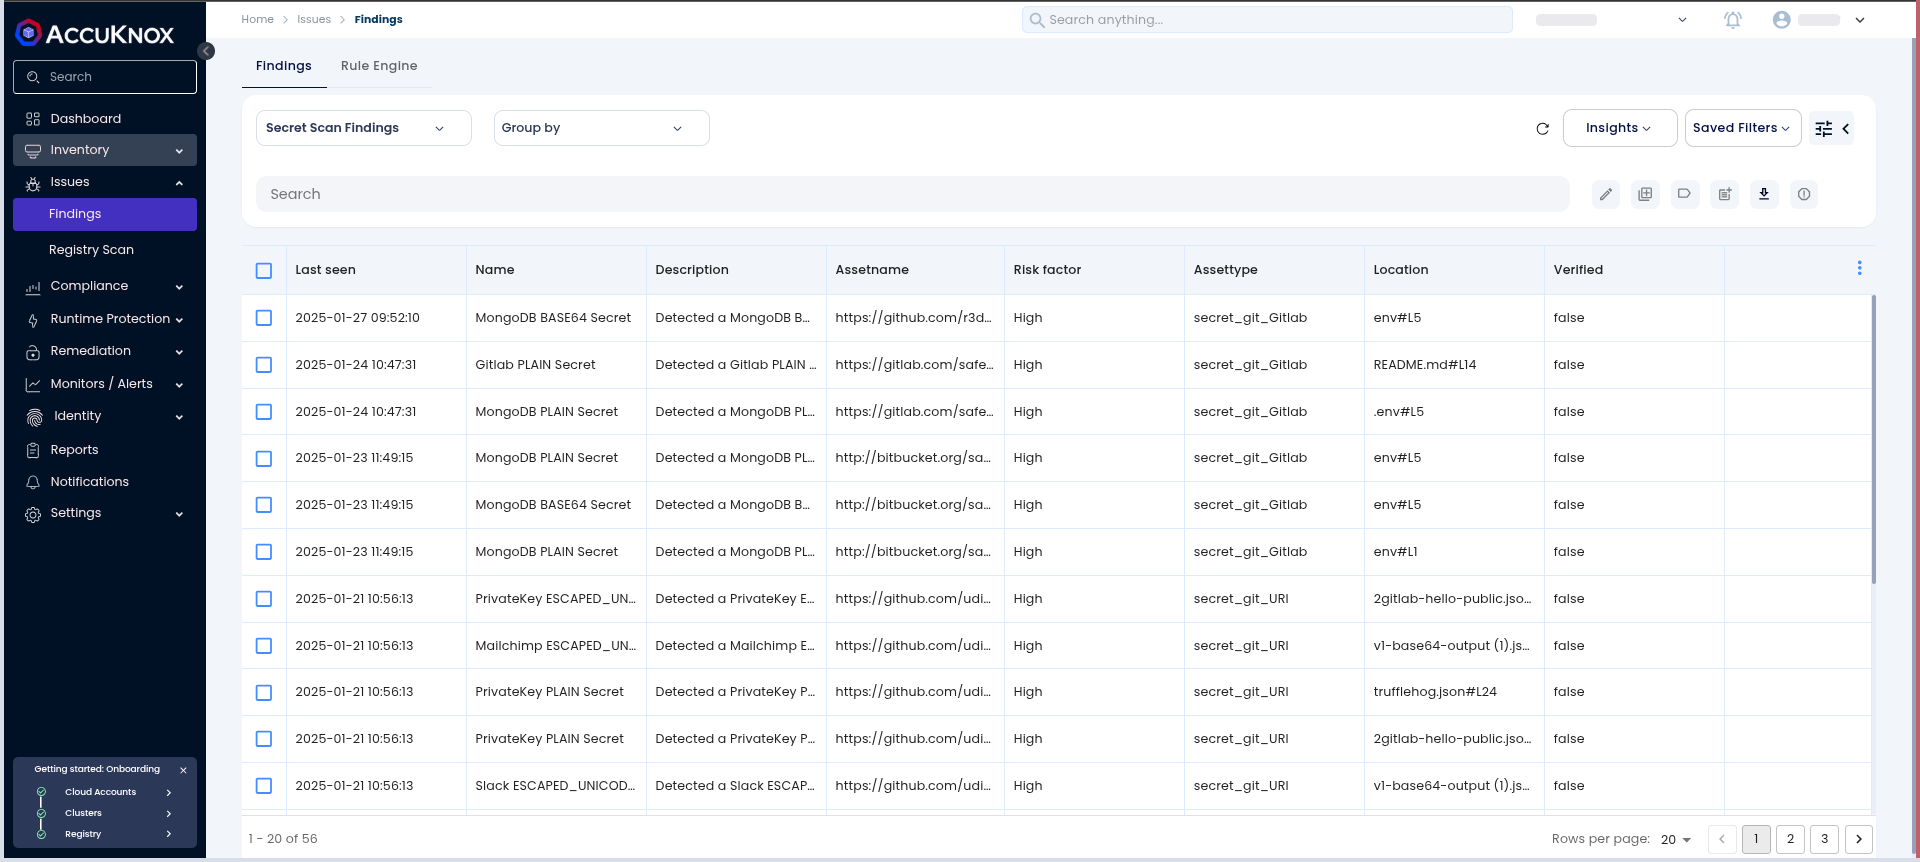 Home > Issues > Findings
Search anything...
ACCUKNOX
Search
Dashboard
Inventory
Issues
Findings
Registry Scan
Compliance
Runtime Protection
Remediation
Monitors / Alerts
Identity
Reports
Notifications
Settings
Getting started: Onboarding ×
Cloud Accounts
Clusters
Registry
Findings Rule Engine
Secret Scan Findings Group by Insights Saved Filters
Search
Last seen Name Description Assetname Risk factor Assettype Location Verified
2025-01-27 09:52:10 MongoDB BASE64 Secret Detected a MongoDB B... https://github.com/r3d... High secret_git_Gitlab env#L5 false
2025-01-24 10:47:31 Gitlab PLAIN Secret Detected a Gitlab PLAIN ... https://gitlab.com/safe... High secret_git_Gitlab README.md#L14 false
2025-01-24 10:47:31 MongoDB PLAIN Secret Detected a MongoDB PL... https://gitlab.com/safe... High secret_git_Gitlab .env#L5 false
2025-01-23 11:49:15 MongoDB PLAIN Secret Detected a MongoDB PL... http://bitbucket.org/sa... High secret_git_Gitlab env#L5 false
2025-01-23 11:49:15 MongoDB BASE64 Secret Detected a MongoDB B... http://bitbucket.org/sa... High secret_git_Gitlab env#L5 false
2025-01-23 11:49:15 MongoDB PLAIN Secret Detected a MongoDB PL... http://bitbucket.org/sa... High secret_git_Gitlab env#L1 false
2025-01-21 10:56:13 PrivateKey ESCAPED_UN... Detected a PrivateKey E... https://github.com/udi... High secret_git_URI 2gitlab-hello-public.jso... false
2025-01-21 10:56:13 Mailchimp ESCAPED_UN... Detected a Mailchimp E... https://github.com/udi... High secret_git_URI v1-base64-output (1).js... false
2025-01-21 10:56:13 PrivateKey PLAIN Secret Detected a PrivateKey P... https://github.com/udi... High secret_git_URI trufflehog.json#L24 false
2025-01-21 10:56:13 PrivateKey PLAIN Secret Detected a PrivateKey P... https://github.com/udi... High secret_git_URI 2gitlab-hello-public.jso... false
2025-01-21 10:56:13 Slack ESCAPED_UNICOD... Detected a Slack ESCAP... https://github.com/udi... High secret_git_URI v1-base64-output (1).js... false
1 - 20 of 56 Rows per page: 20 < 1 2 3 >